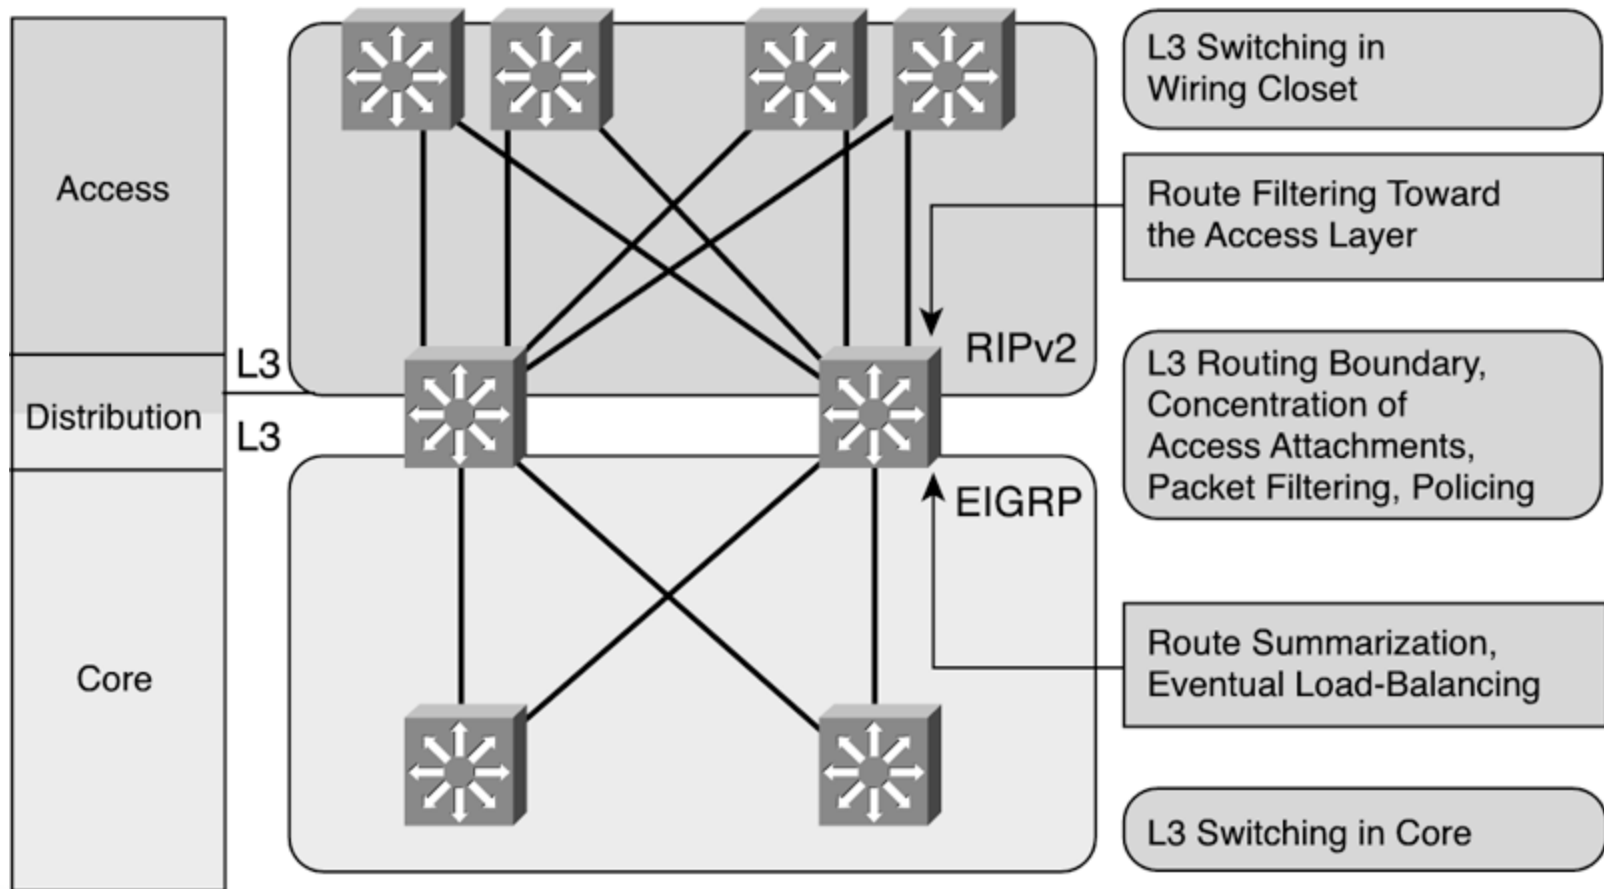 Access
Distribution
Core
L3
L3
RIPv2
EIGRP
L3 Switching in
Wiring Closet
Route Filtering Toward
the Access Layer
L3 Routing Boundary,
Concentration of
Access Attachments,
Packet Filtering, Policing
Route Summarization,
Eventual Load-Balancing
L3 Switching in Core